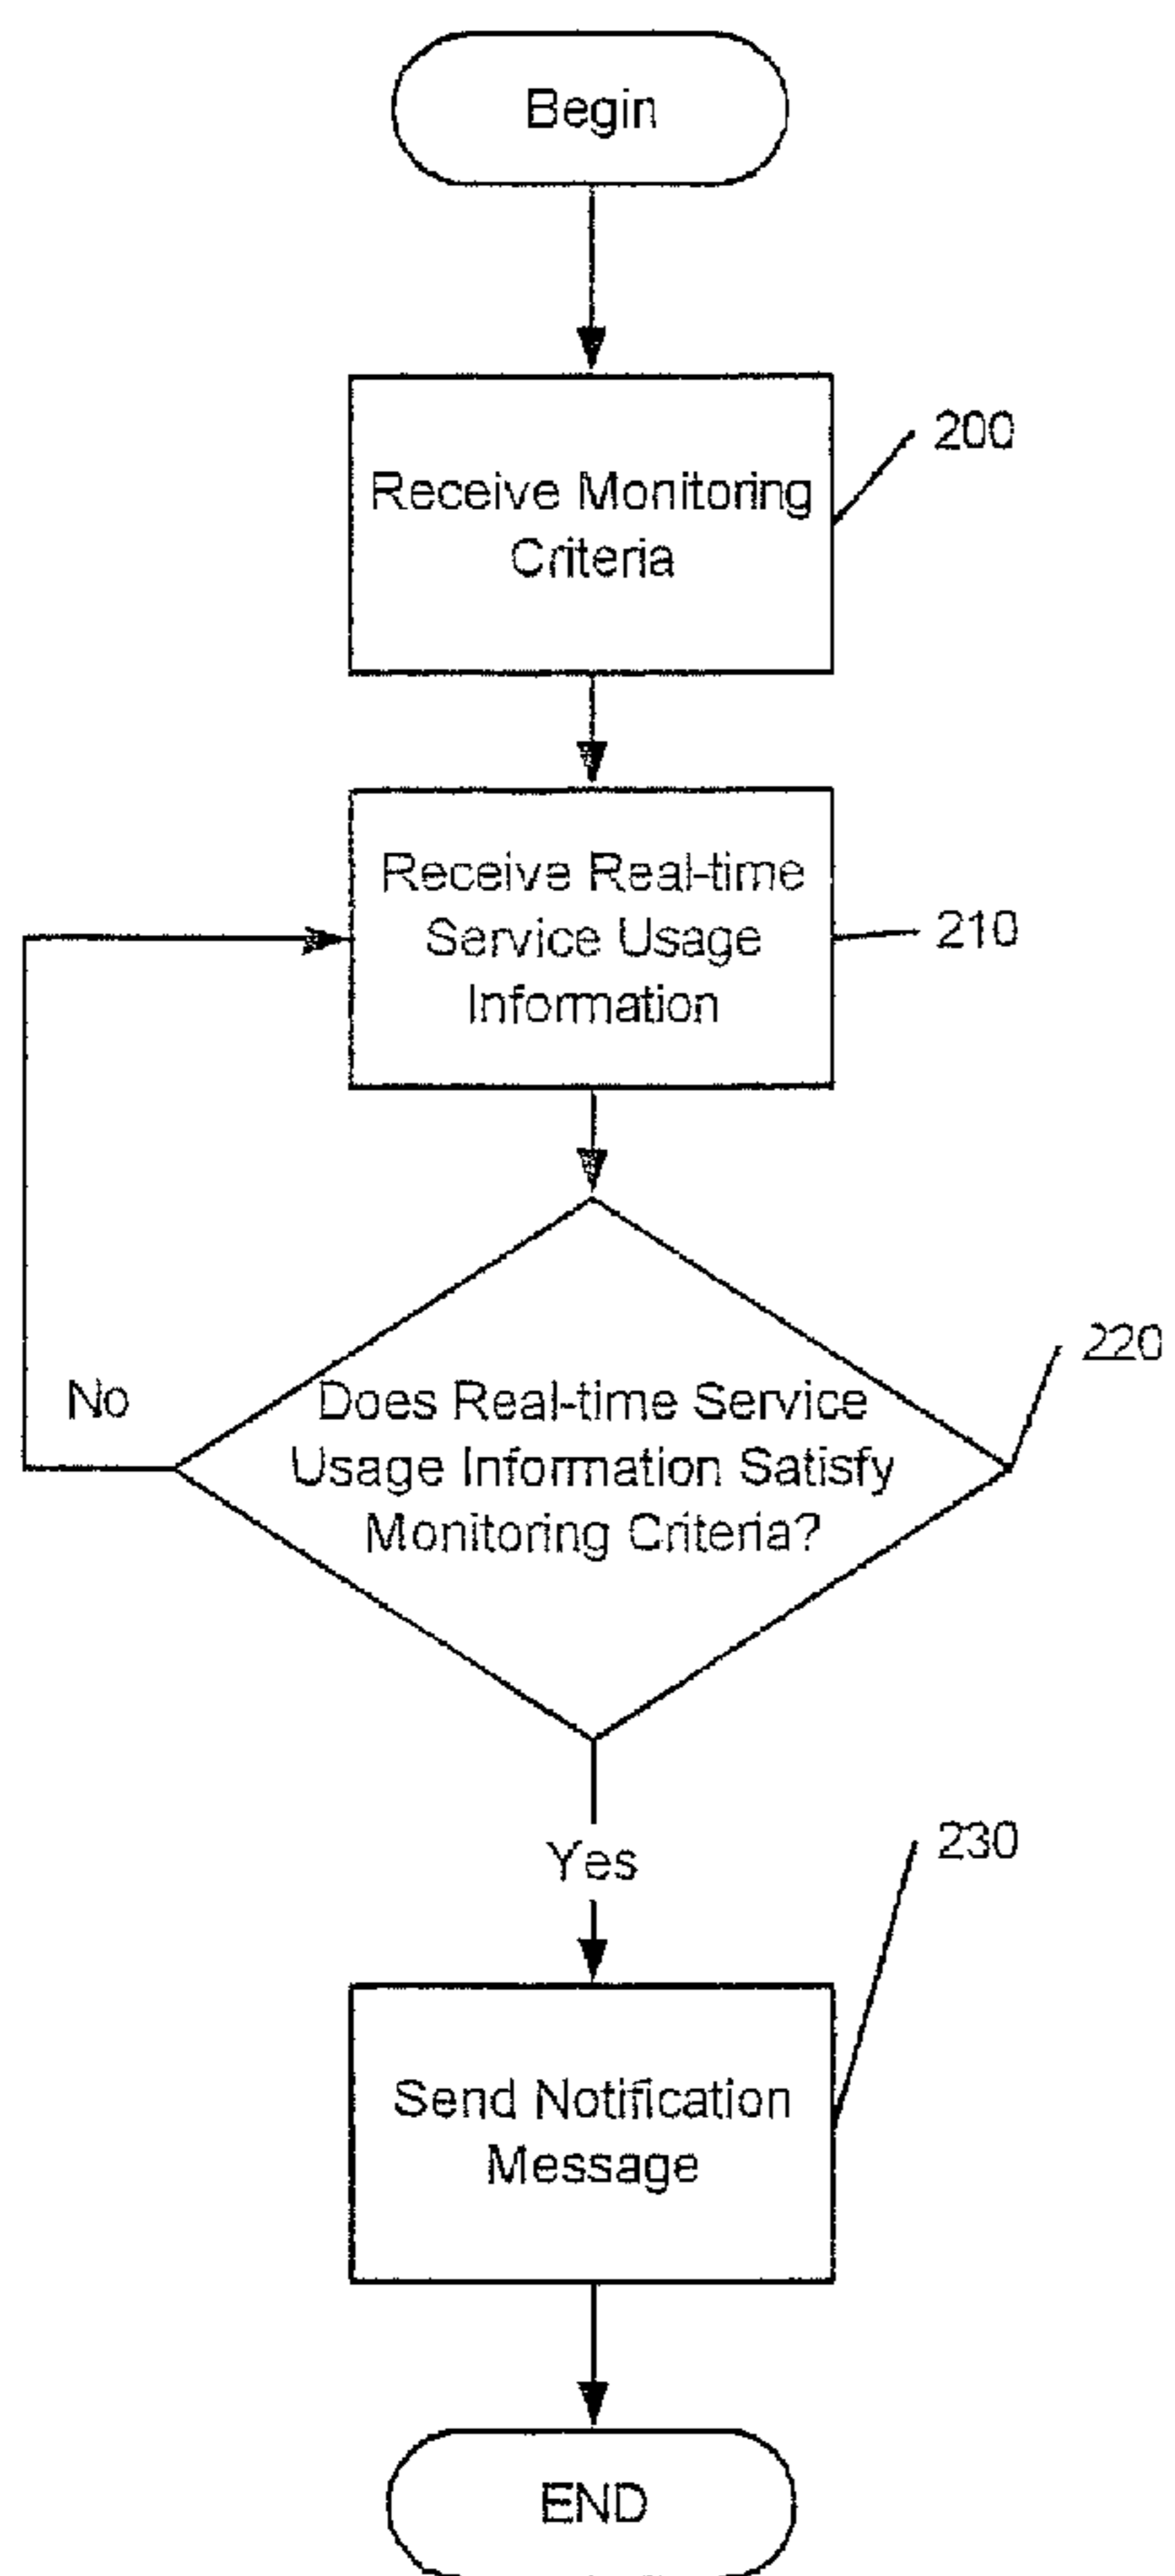 Begin
Receive Monitoring
Criteria
200
Receive Real-time
Service Usage
Information
210
No
Does Real-time Service
Usage Information Satisfy
Monitoring Criteria?
220
Yes
230
Send Notification
Message
END